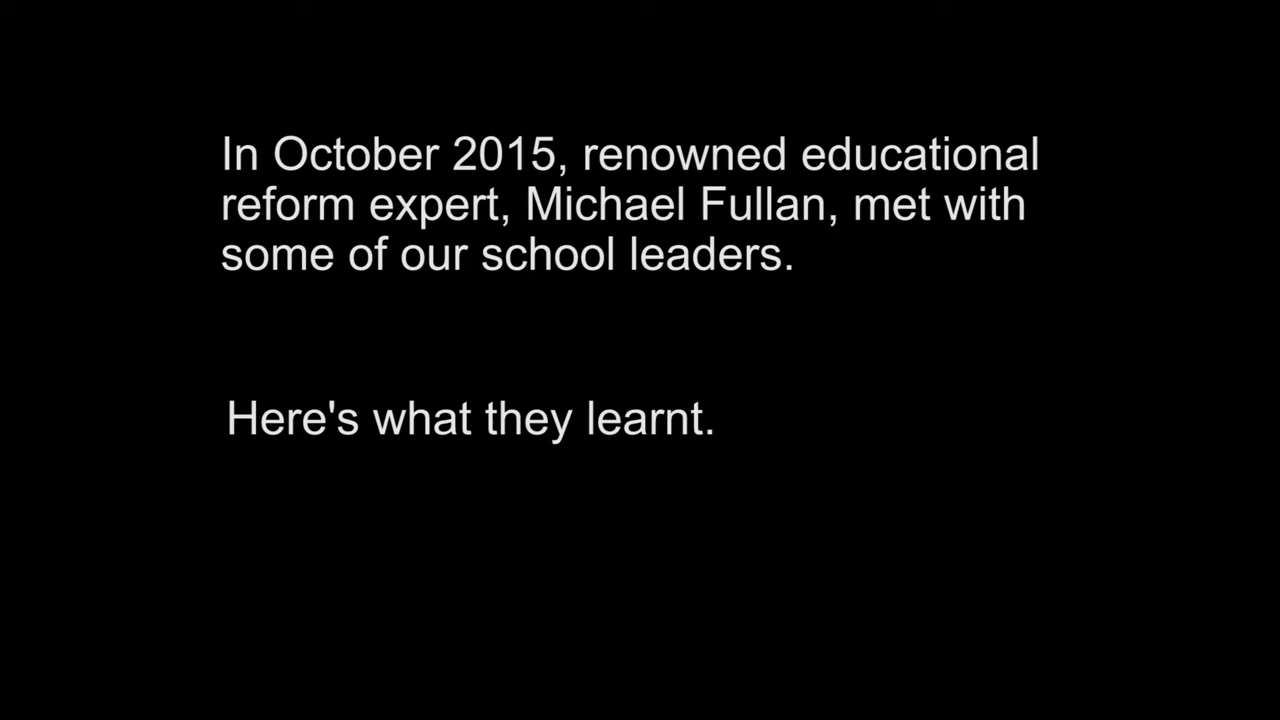 In October 2015, renowned educational
reform expert, Michael Fullan, met with
some of our school leaders.
Here's what they learnt.